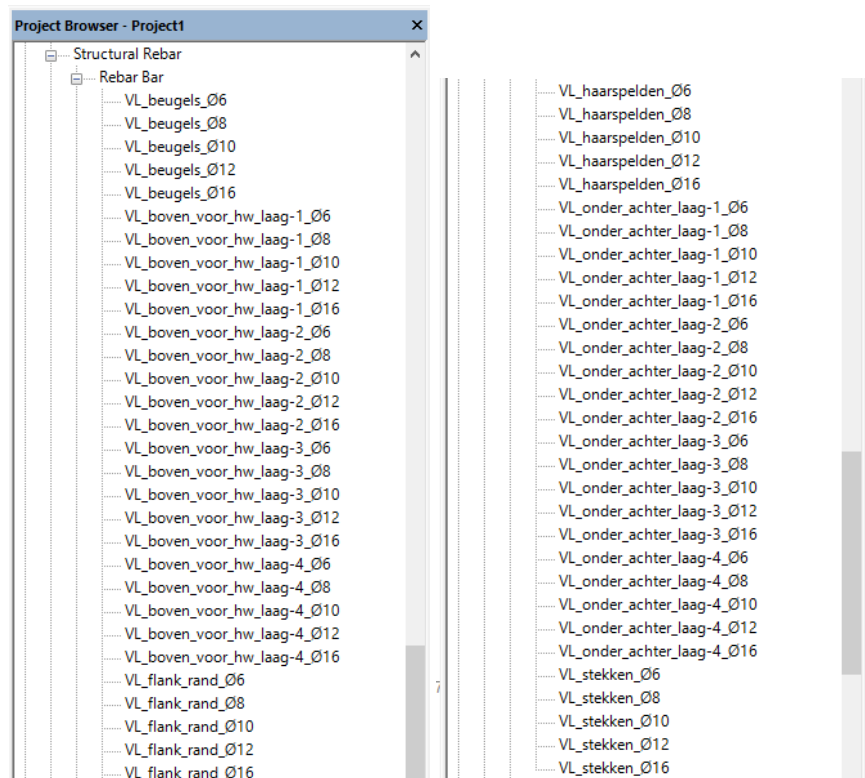 Project Browser - Project1
Structural Rebar
Rebar Bar
VL_beugels_Ø6
VL_beugels_Ø8
VL_beugels_Ø10
VL_beugels_Ø12
VL_beugels_Ø16
VL_boven_voor_hw_laag-1_Ø6
VL_boven_voor_hw_laag-1_Ø8
VL_boven_voor_hw_laag-1_Ø10
VL_boven_voor_hw_laag-1_Ø12
VL_boven_voor_hw_laag-1_Ø16
VL_boven_voor_hw_laag-2_Ø6
VL_boven_voor_hw_laag-2_Ø8
VL_boven_voor_hw_laag-2_Ø10
VL_boven_voor_hw_laag-2_Ø12
VL_boven_voor_hw_laag-2_Ø16
VL_boven_voor_hw_laag-3_Ø6
VL_boven_voor_hw_laag-3_Ø8
VL_boven_voor_hw_laag-3_Ø10
VL_boven_voor_hw_laag-3_Ø12
VL_boven_voor_hw_laag-3_Ø16
VL_boven_voor_hw_laag-4_Ø6
VL_boven_voor_hw_laag-4_Ø8
VL_boven_voor_hw_laag-4_Ø10
VL_boven_voor_hw_laag-4_Ø12
VL_boven_voor_hw_laag-4_Ø16
VL_flank_rand_Ø6
VL_flank_rand_Ø8
VL_flank_rand_Ø10
VL_flank_rand_Ø12
VL_flank_rand_Ø16
VL_haarspelden_Ø6
VL_haarspelden_Ø8
VL_haarspelden_Ø10
VL_haarspelden_Ø12
VL_haarspelden_Ø16
VL_onder_achter_laag-1_Ø6
VL_onder_achter_laag-1_Ø8
VL_onder_achter_laag-1_Ø10
VL_onder_achter_laag-1_Ø12
VL_onder_achter_laag-1_Ø16
VL_onder_achter_laag-2_Ø6
VL_onder_achter_laag-2_Ø8
VL_onder_achter_laag-2_Ø10
VL_onder_achter_laag-2_Ø12
VL_onder_achter_laag-2_Ø16
VL_onder_achter_laag-3_Ø6
VL_onder_achter_laag-3_Ø8
VL_onder_achter_laag-3_Ø10
VL_onder_achter_laag-3_Ø12
VL_onder_achter_laag-3_Ø16
VL_onder_achter_laag-4_Ø6
VL_onder_achter_laag-4_Ø8
VL_onder_achter_laag-4_Ø10
VL_onder_achter_laag-4_Ø12
VL_onder_achter_laag-4_Ø16
VL_stekken_Ø6
VL_stekken_Ø8
VL_stekken_Ø10
VL_stekken_Ø12
VL_stekken_Ø16